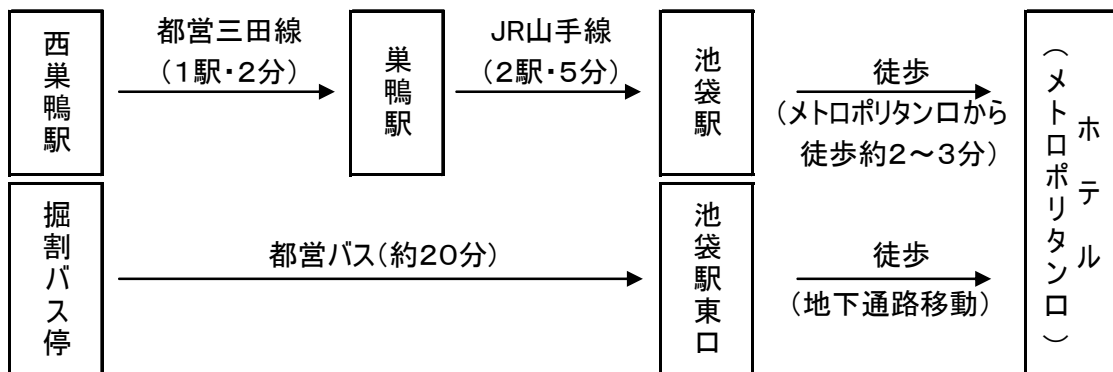 西巣鴨駅
都営三田線
（１駅・２分）
巣鴨駅
JR山手線
（２駅・５分）
池袋駅
徒歩
（メトロポリタン口から
徒歩約２～３分）
ホテル
（メトロポリタン口）
掘割バス停
都営バス（約２０分）
池袋駅東口
徒歩
（地下通路移動）